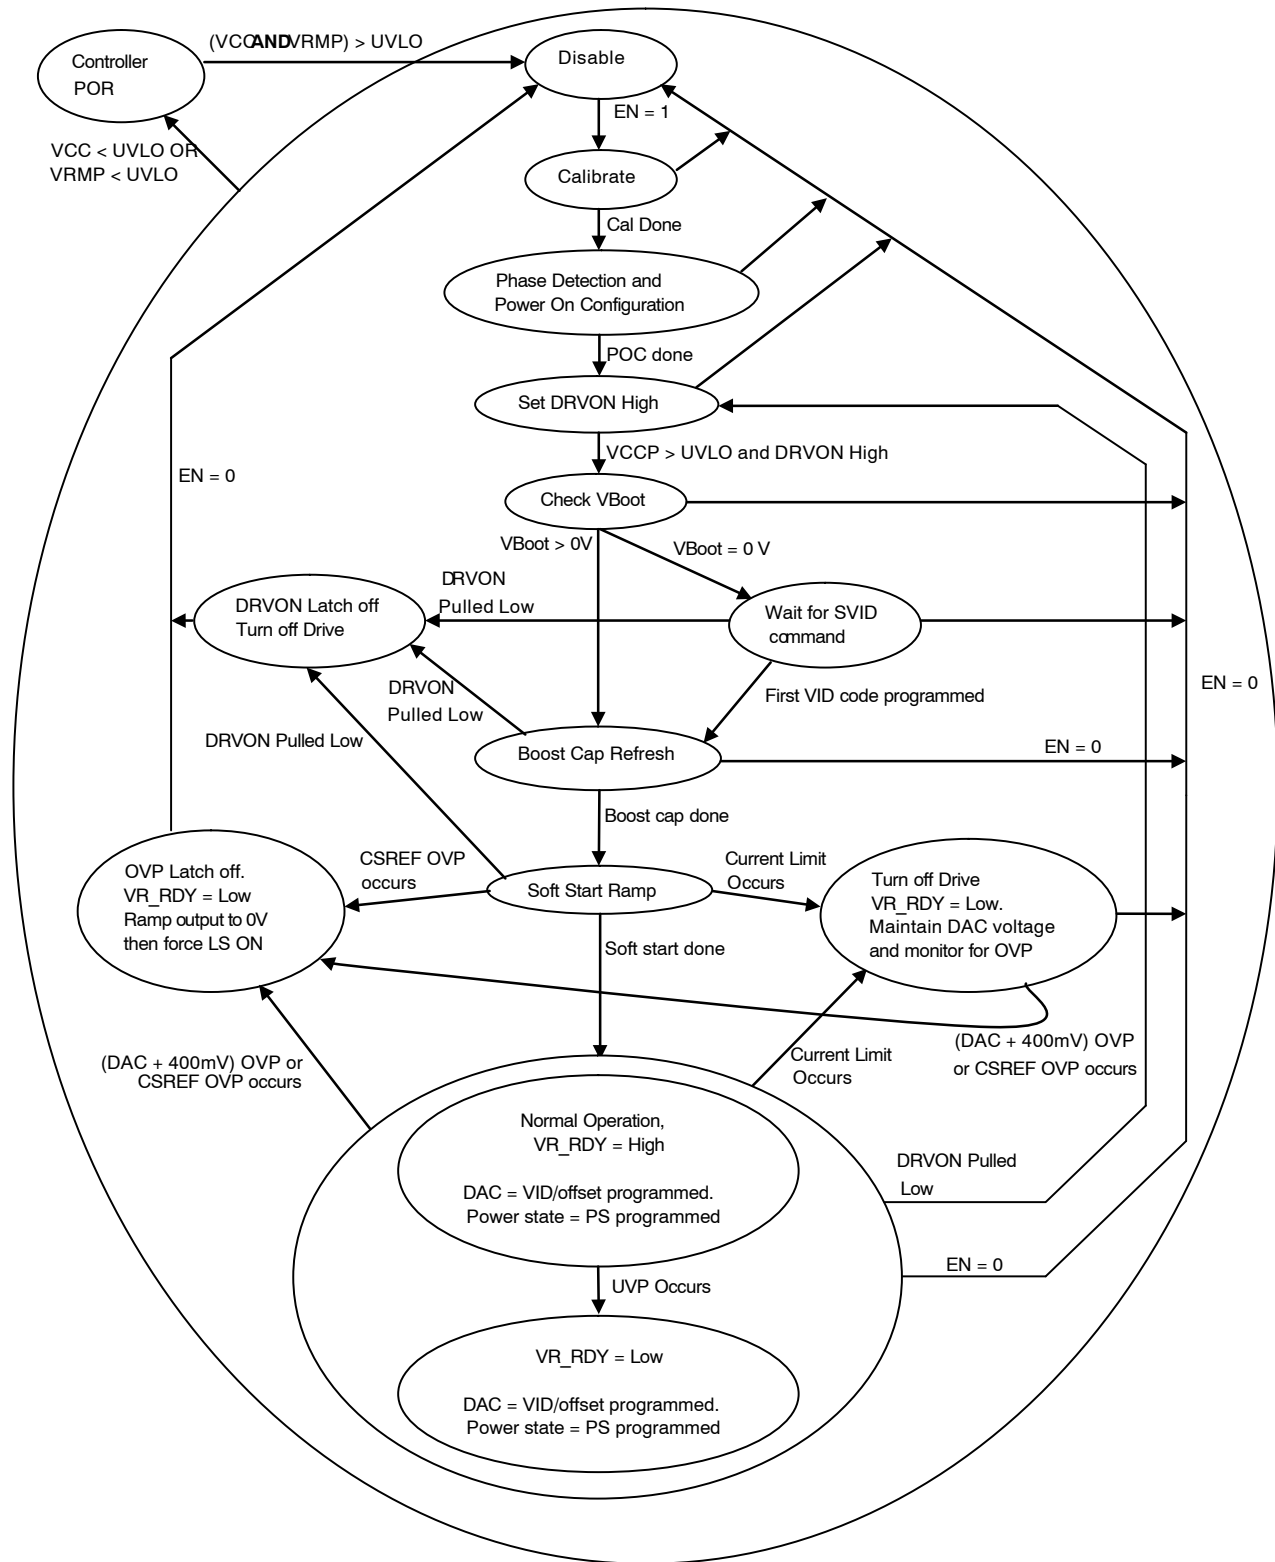 (VCC AND VRMP) > UVLO
Controller
POR
Disable
EN = 1
VCC < UVLO OR
VRMP < UVLO
Calibrate
Cal Done
Phase Detection and
Power On Configuration
POC done
Set DRVON High
VCCP > UVLO and DRVON High
EN = 0
Check VBoot
VBoot > 0V
VBoot = 0 V
DRVON
Pulled Low
DRVON Latch off
Turn off Drive
Wait for SVID
command
EN = 0
DRVON
Pulled Low
First VID code programmed
DRVON Pulled Low
Boost Cap Refresh
EN = 0
Boost cap done
CSREF OVP
occurs
Current Limit
Occurs
OVP Latch off.
VR_RDY = Low
Ramp output to 0V
then force LS ON
Soft Start Ramp
Turn off Drive
VR_RDY = Low.
Maintain DAC voltage
and monitor for OVP
Soft start done
(DAC + 400mV) OVP or
CSREF OVP occurs
Current Limit
Occurs
(DAC + 400mV) OVP
or CSREF OVP occurs
Normal Operation,
VR_RDY = High
DAC = VID/offset programmed.
Power state = PS programmed
DRVON Pulled
Low
EN = 0
UVP Occurs
VR_RDY = Low
DAC = VID/offset programmed.
Power state = PS programmed